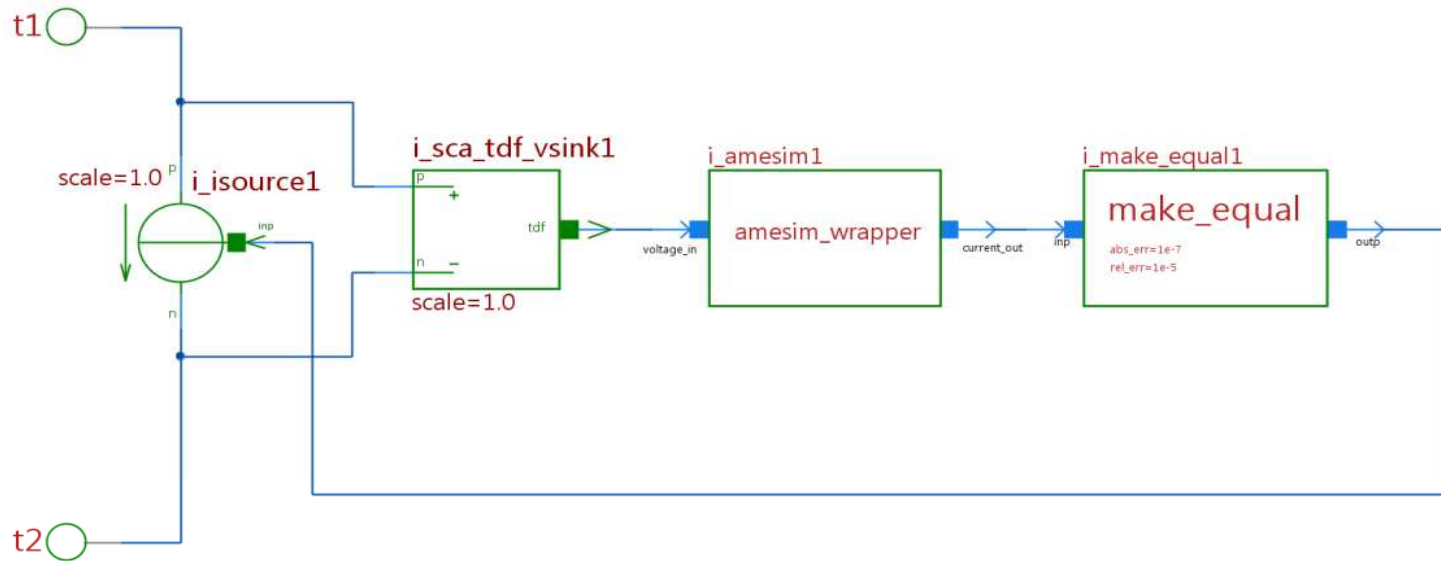 t1
i_sca_tdf_vsink1
i_amesim1
i_make_equal1
p
scale=1.0
i_isource1
p
+
make_equal
inp
tdf
amesim_wrapper
voltage_in
current_out
inp
abs_err=1e-7
rel_err=1e-5
outp
n
−
scale=1.0
n
t2